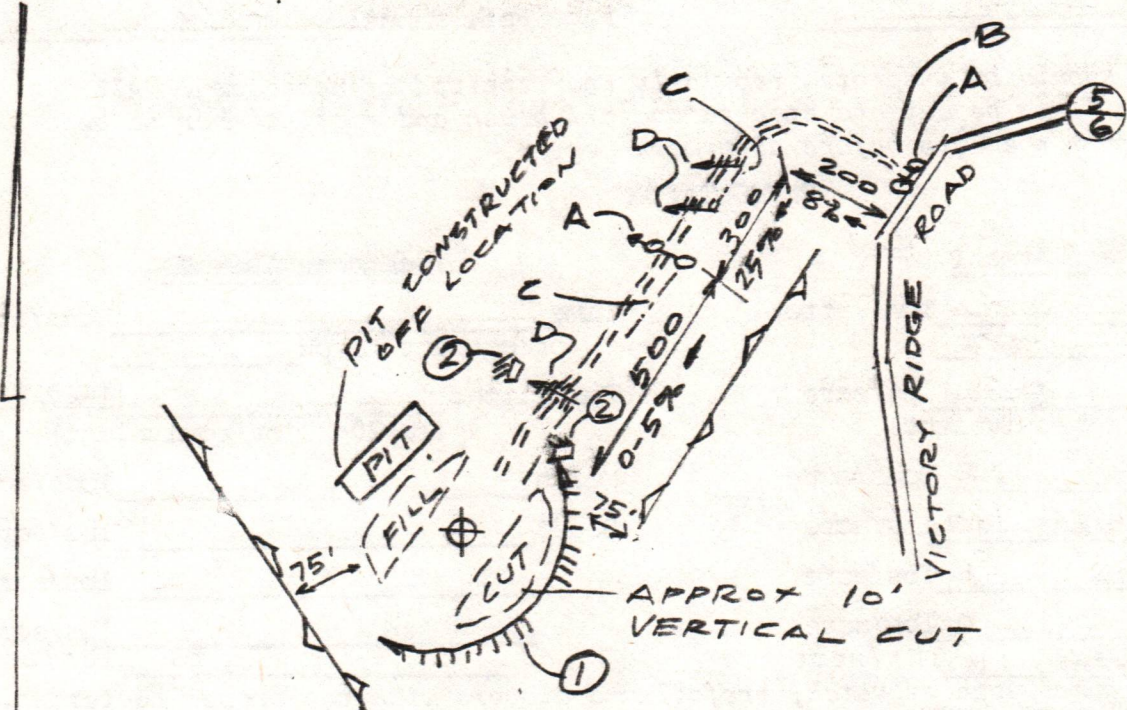 B
A
5
6
C
D
200
8%
VICTORY RIDGE ROAD
PIT CONSTRUCTED
OFF LOCATION
A
300
25%
C
D
2
500
0-5%
2
PIT
FILL
CUT
75'
75'
APPROX 10'
VERTICAL CUT
1